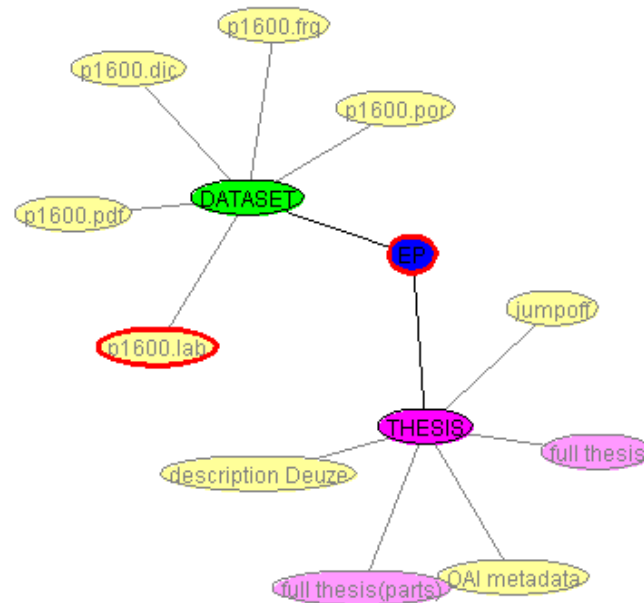 p1600.frq
p1600.dic
p1600.por
DATASET
p1600.pdf
EP
jumpoff
p1600.lab
THESIS
full thesis
description Deuze
OAI metadata
full thesis(parts)